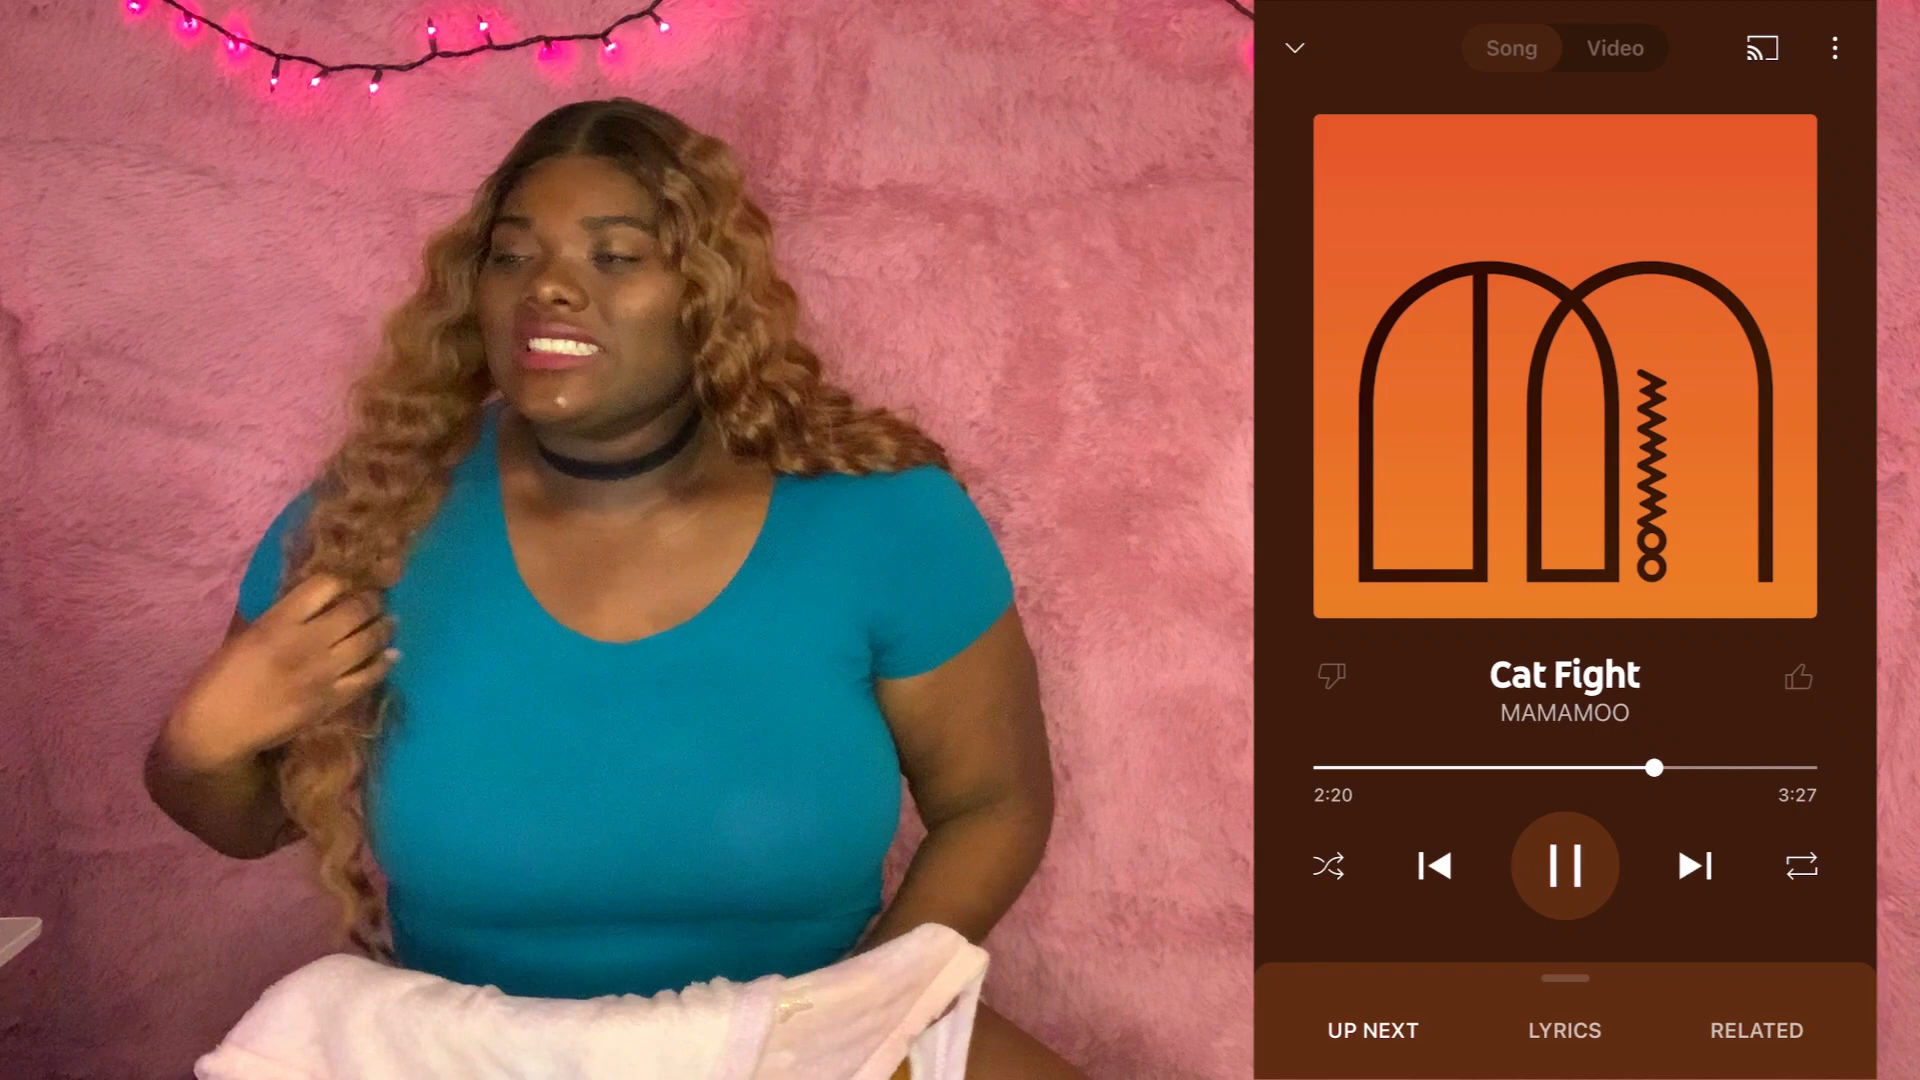 Song Video
Cat Fight
MAMAMOO
2:20 3:27
UP NEXT LYRICS RELATED